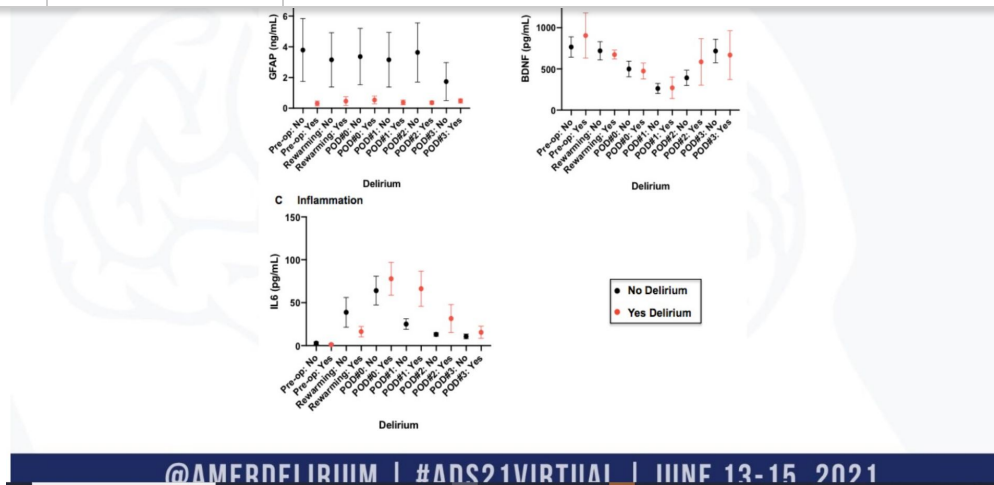 GFAP (ng/mL)
6
4
2
0
Pre-op: No
Pre-op: Yes
Rewarming: No
Rewarming: Yes
POD#0: No
POD#0: Yes
POD#1: No
POD#1: Yes
POD#2: No
POD#2: Yes
POD#3: No
POD#3: Yes
Delirium
BDNF (pg/mL)
1000
500
0
Pre-op: No
Pre-op: Yes
Rewarming: No
Rewarming: Yes
POD#0: No
POD#0: Yes
POD#1: No
POD#1: Yes
POD#2: No
POD#2: Yes
POD#3: No
POD#3: Yes
Delirium
C Inflammation
IL6 (pg/mL)
150
100
50
0
Pre-op: No
Pre-op: Yes
Rewarming: No
Rewarming: Yes
POD#0: No
POD#0: Yes
POD#1: No
POD#1: Yes
POD#2: No
POD#2: Yes
POD#3: No
POD#3: Yes
Delirium
No Delirium
Yes Delirium
@AMERDELIRIUM | #ADS21VIRTUAL | JUNE 13-15, 2021